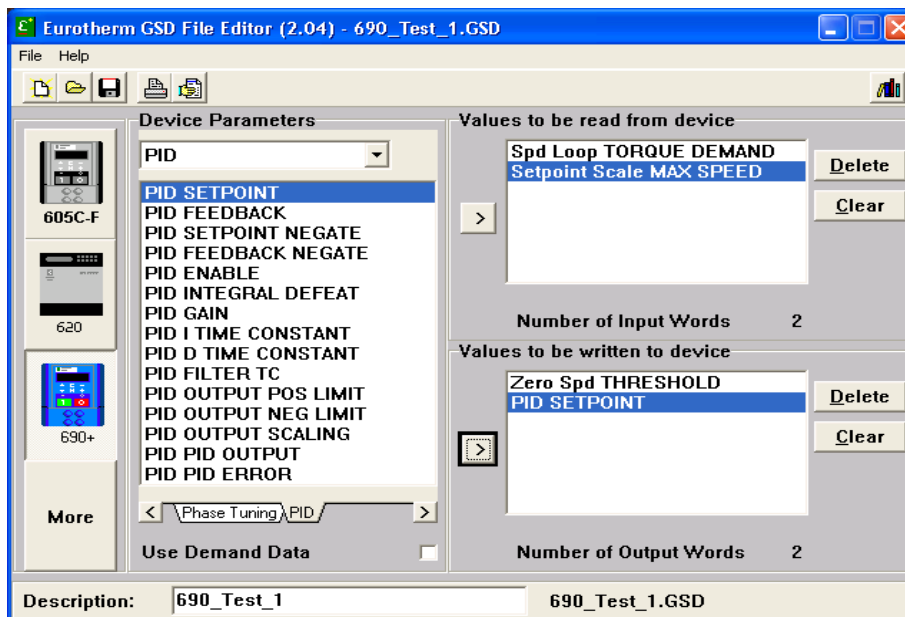 Eurotherm GSD File Editor (2.04) - 690_Test_1.GSD
File Help
Device Parameters
PID
PID SETPOINT
PID FEEDBACK
PID SETPOINT NEGATE
PID FEEDBACK NEGATE
PID ENABLE
PID INTEGRAL DEFEAT
PID GAIN
PID I TIME CONSTANT
PID D TIME CONSTANT
PID FILTER TC
PID OUTPUT POS LIMIT
PID OUTPUT NEG LIMIT
PID OUTPUT SCALING
PID PID OUTPUT
PID PID ERROR
Phase Tuning PID
Use Demand Data
605C-F
620
690+
More
Values to be read from device
Spd Loop TORQUE DEMAND
Setpoint Scale MAX SPEED
>
Delete
Clear
Number of Input Words 2
Values to be written to device
Zero Spd THRESHOLD
PID SETPOINT
>
Delete
Clear
Number of Output Words 2
Description: 690_Test_1 690_Test_1.GSD